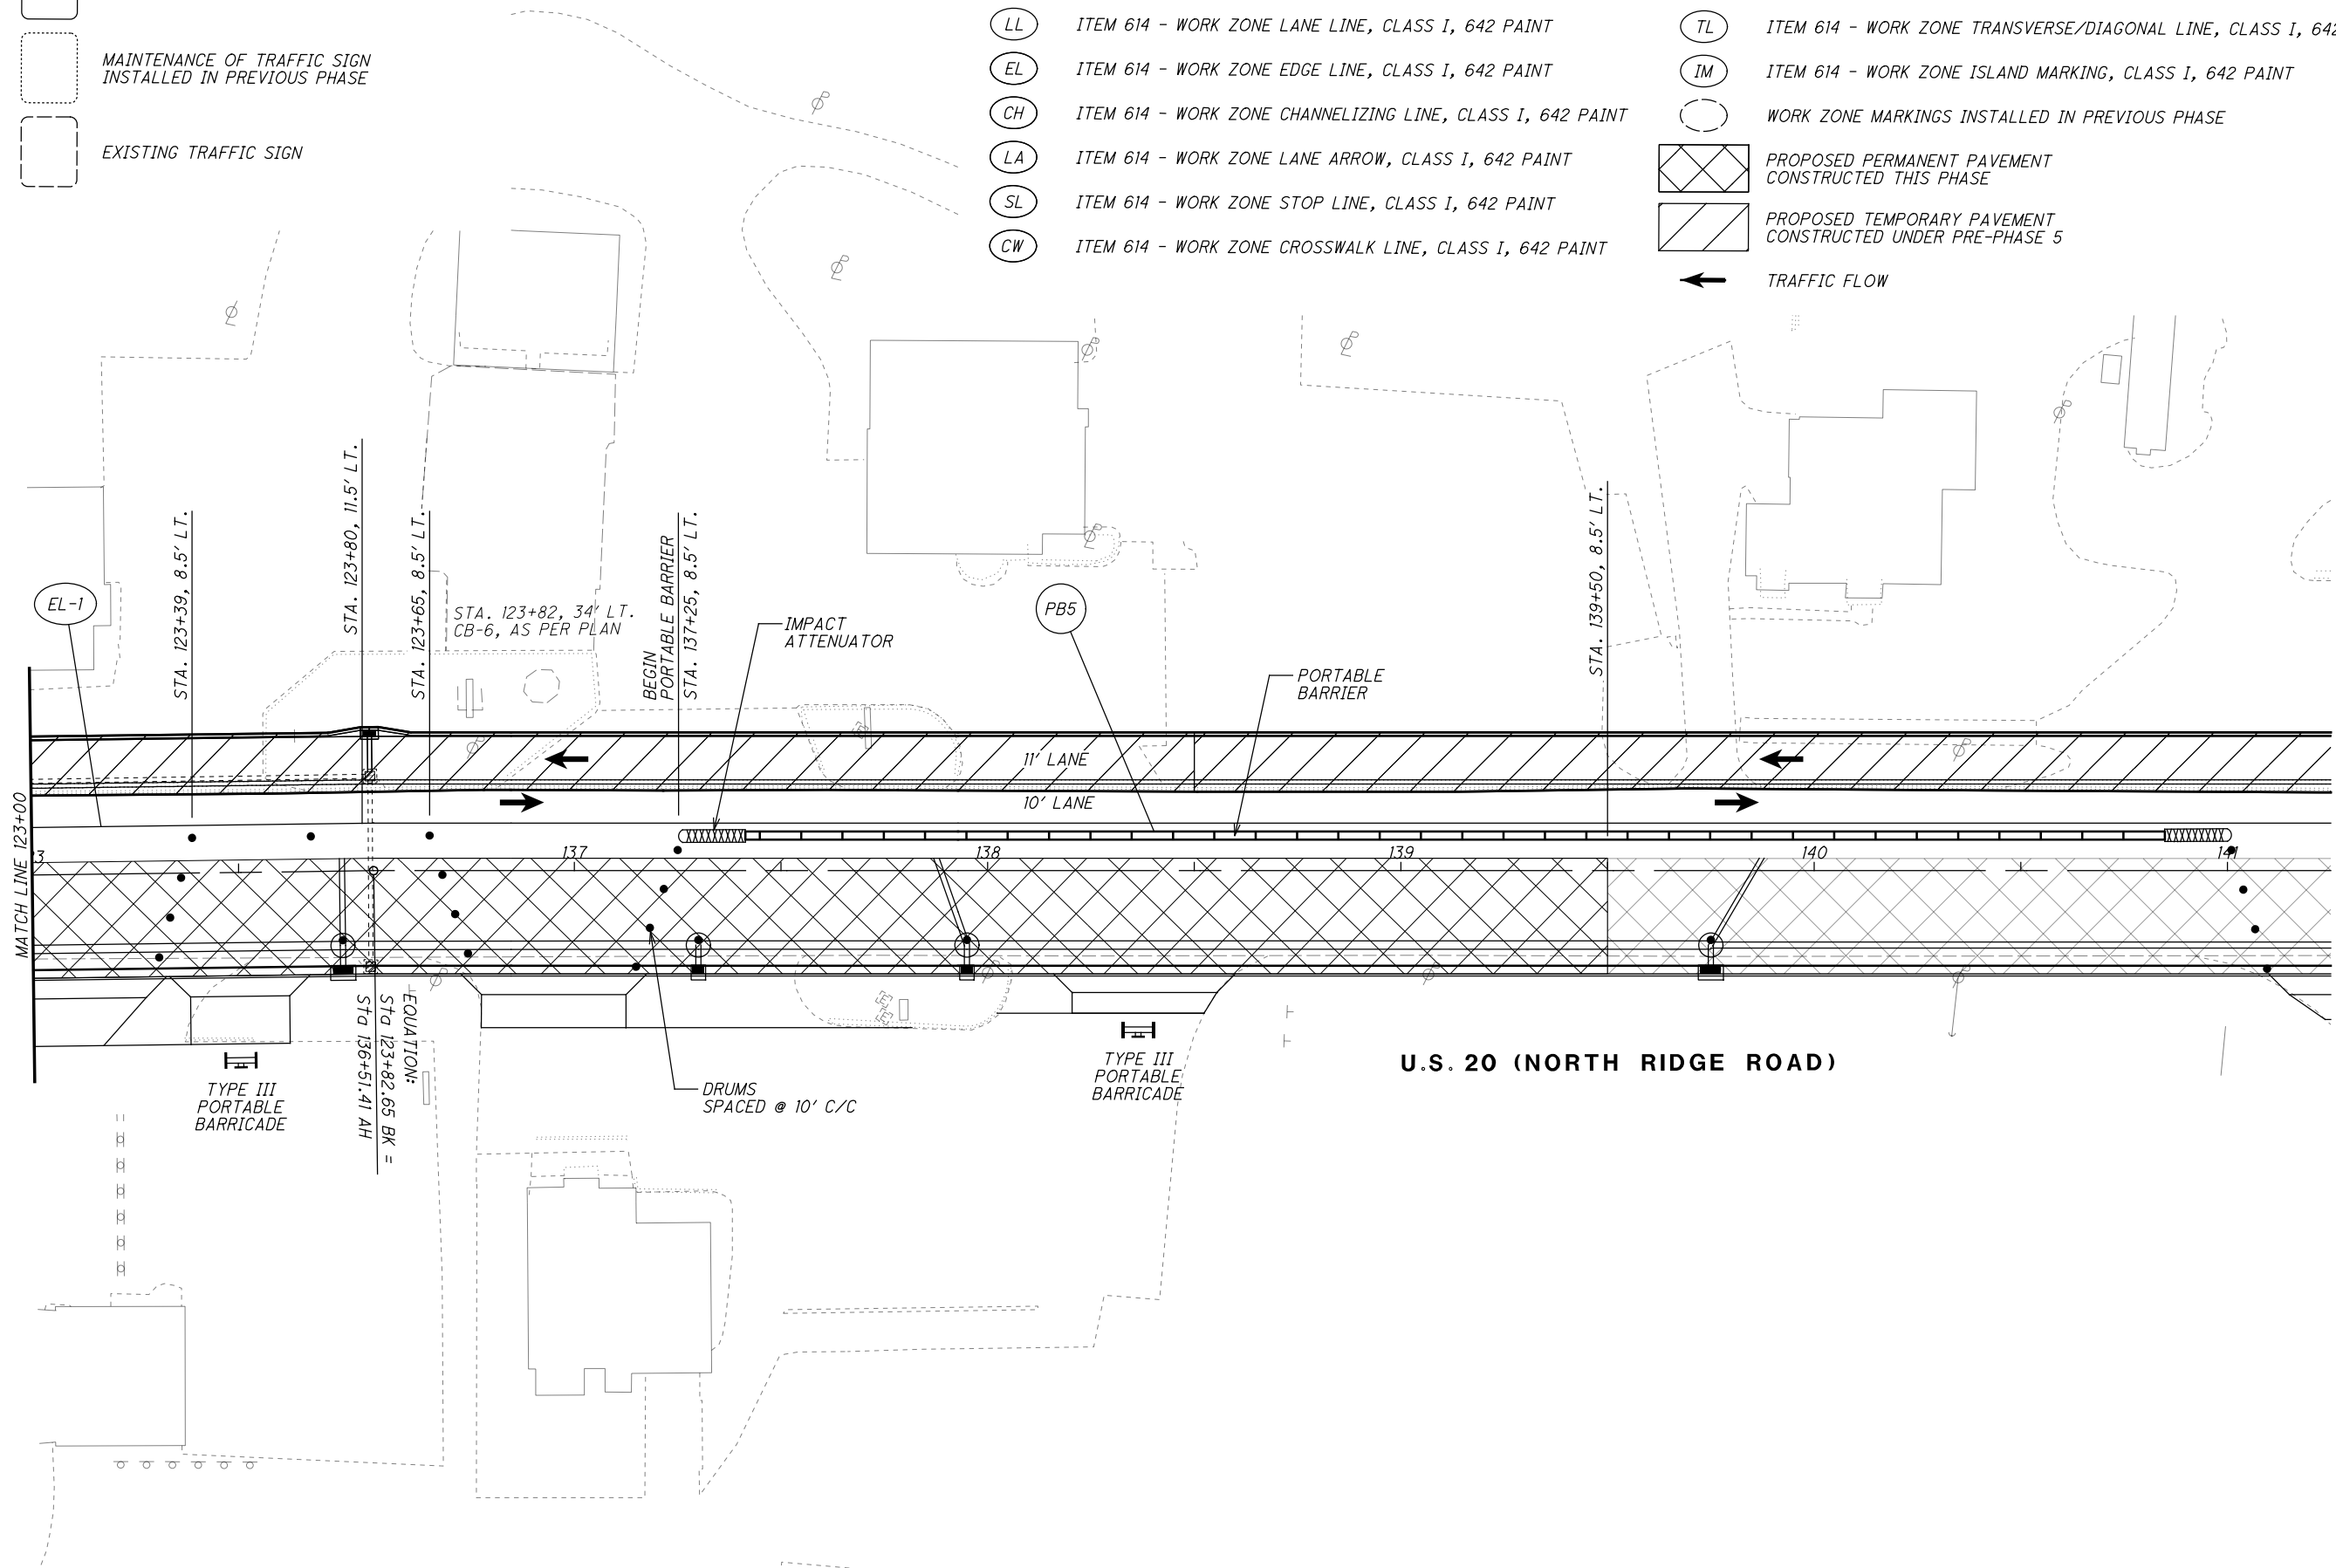 MAINTENANCE OF TRAFFIC SIGN
INSTALLED IN PREVIOUS PHASE
EXISTING TRAFFIC SIGN
LL ITEM 614 - WORK ZONE LANE LINE, CLASS I, 642 PAINT
EL ITEM 614 - WORK ZONE EDGE LINE, CLASS I, 642 PAINT
CH ITEM 614 - WORK ZONE CHANNELIZING LINE, CLASS I, 642 PAINT
LA ITEM 614 - WORK ZONE LANE ARROW, CLASS I, 642 PAINT
SL ITEM 614 - WORK ZONE STOP LINE, CLASS I, 642 PAINT
CW ITEM 614 - WORK ZONE CROSSWALK LINE, CLASS I, 642 PAINT
TL ITEM 614 - WORK ZONE TRANSVERSE/DIAGONAL LINE, CLASS I, 642
IM ITEM 614 - WORK ZONE ISLAND MARKING, CLASS I, 642 PAINT
WORK ZONE MARKINGS INSTALLED IN PREVIOUS PHASE
PROPOSED PERMANENT PAVEMENT
CONSTRUCTED THIS PHASE
PROPOSED TEMPORARY PAVEMENT
CONSTRUCTED UNDER PRE-PHASE 5
TRAFFIC FLOW
EL-1
STA. 123+39, 8.5' LT.
STA. 123+80, 11.5' LT.
STA. 123+65, 8.5' LT.
STA. 123+82, 34' LT.
CB-6, AS PER PLAN
BEGIN
PORTABLE BARRIER
STA. 137+25, 8.5' LT.
IMPACT
ATTENUATOR
PB5
PORTABLE
BARRIER
STA. 139+50, 8.5' LT.
11' LANE
10' LANE
MATCH LINE 123+00
3
137
138
139
140
141
EQUATION:
Sta 123+82.65 BK =
Sta 136+51.41 AH
TYPE III
PORTABLE
BARRICADE
DRUMS
SPACED @ 10' C/C
TYPE III
PORTABLE
BARRICADE
U.S. 20 (NORTH RIDGE ROAD)